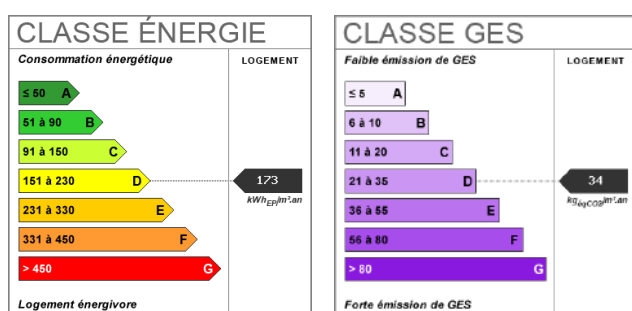 CLASSE ÉNERGIE
Consommation énergétique
LOGEMENT
≤ 50 A
51 à 90 B
91 à 150 C
151 à 230 D
173
kWhEP/m².an
231 à 330 E
331 à 450 F
> 450 G
Logement énergivore
CLASSE GES
Faible émission de GES
LOGEMENT
≤ 5 A
6 à 10 B
11 à 20 C
21 à 35 D
34
kgéqCO2/m².an
36 à 55 E
56 à 80 F
> 80 G
Forte émission de GES